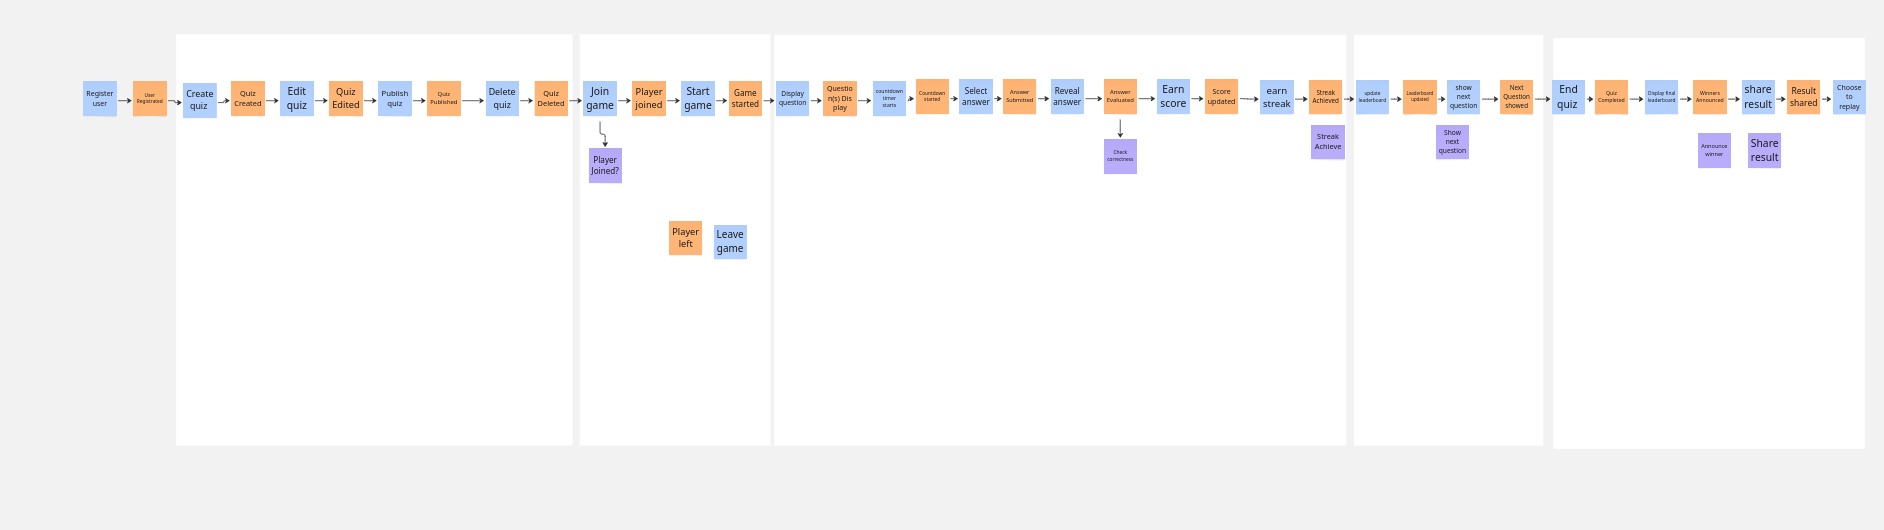 Register
user
User
Registrated
Create
quiz
Quiz
Created
Edit
quiz
Quiz
Edited
Publish
quiz
Quiz
Published
Delete
quiz
Quiz
Deleted
Join
game
Player
joined
Start
game
Game
started
Display
question
Questio
n(s) Dis
play
countdown
timer
starts
Countdown
started
Select
answer
Answer
Submitted
Reveal
answer
Answer
Evaluated
Earn
score
Score
updated
earn
streak
Streak
Achieved
update
leaderboard
Leaderboard
updated
show
next
question
Next
Question
showed
End
quiz
Quiz
Completed
Display final
leaderboard
Winners
Announced
share
result
Result
shared
Choose
to
replay
Player
Joined?
Check
correctness
Streak
Achieve
Show
next
question
Announce
winner
Share
result
Player
left
Leave
game